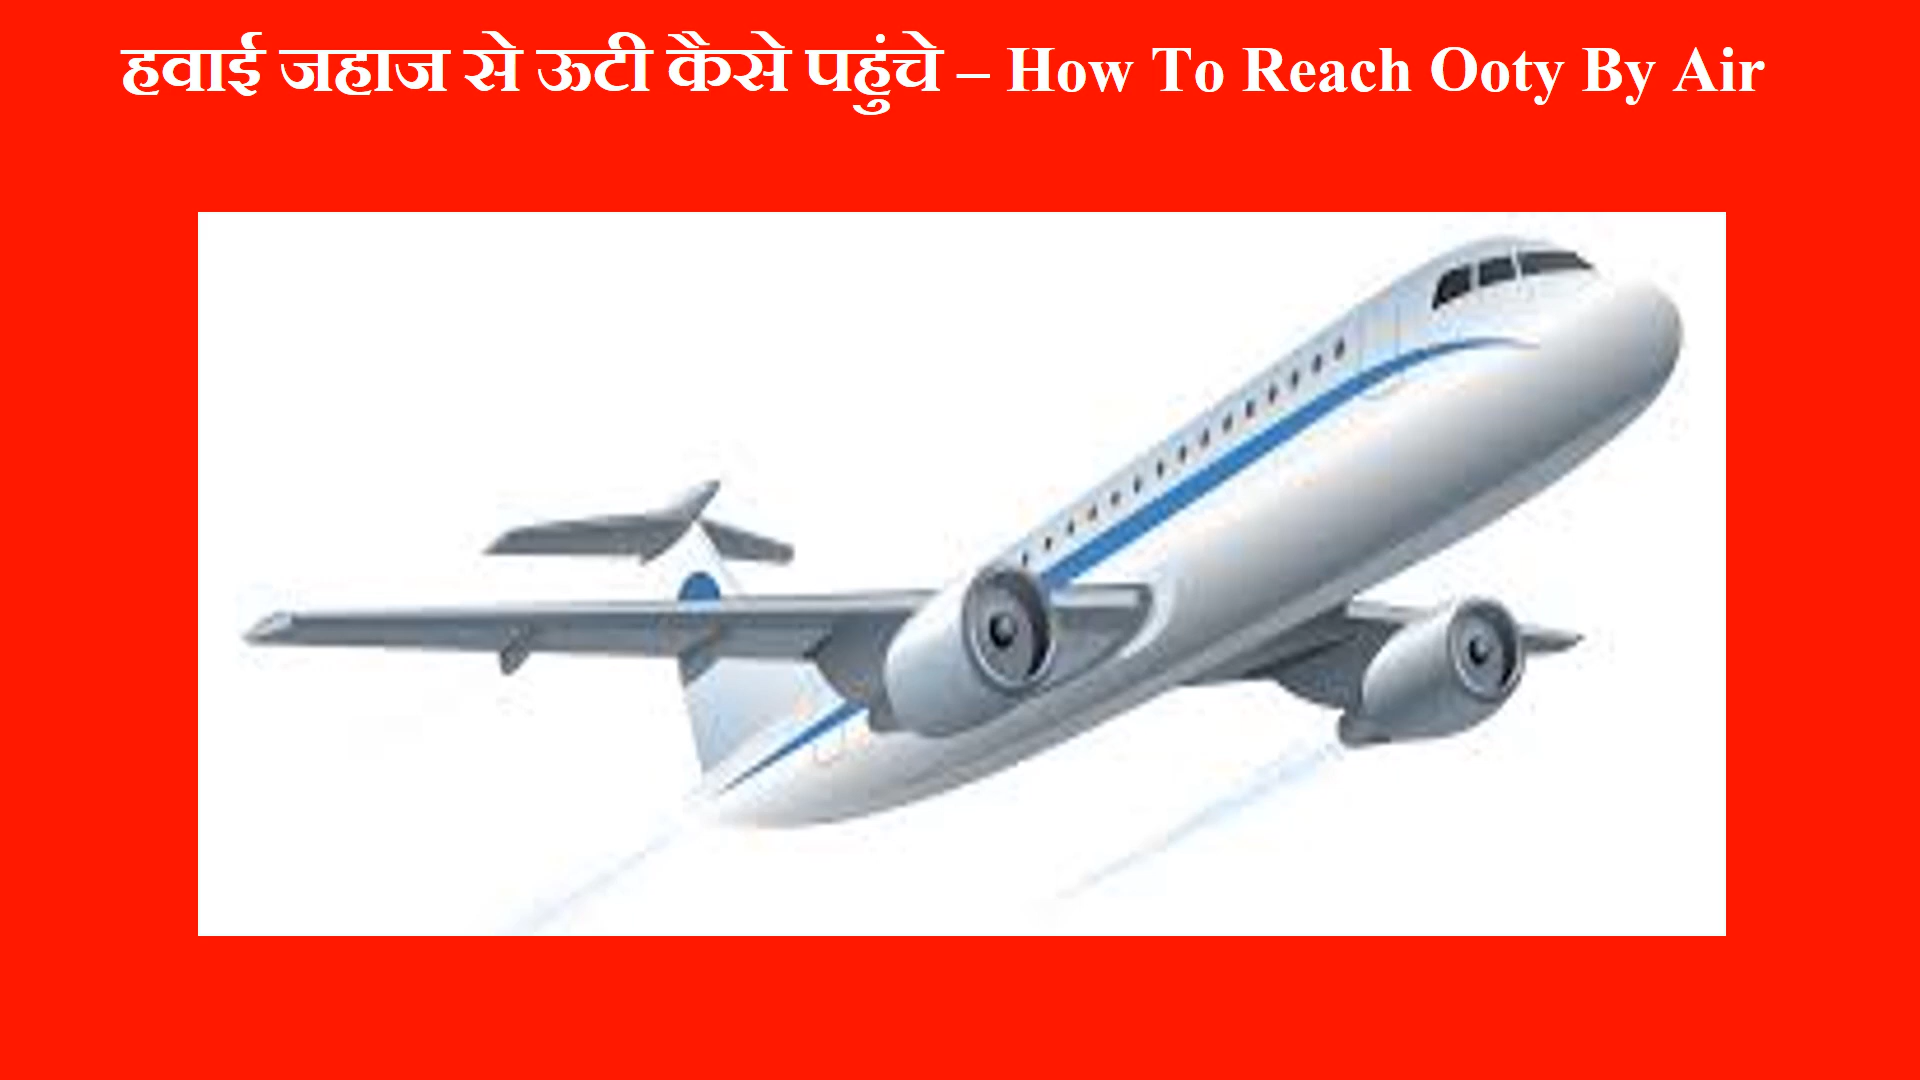 हवाई जहाज से ऊटी कैसे पहुंचे – How To Reach Ooty By Air